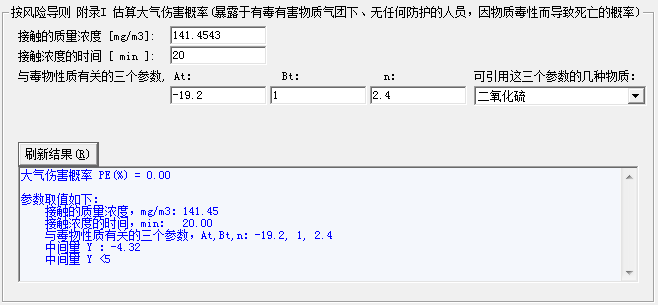 按风险导则 附录I 估算大气伤害概率(暴露于有毒有害物质气团下、无任何防护的人员，因物质毒性而导致死亡的概率)
接触的质量浓度 [mg/m3]: 141.4543
接触浓度的时间 [ min ]: 20
与毒物性质有关的三个参数, At: Bt: n: 可引用这三个参数的几种物质:
-19.2 1 2.4 二氧化硫
刷新结果(R)
大气伤害概率 PE(%) = 0.00
参数取值如下:
接触的质量浓度，mg/m3: 141.45
接触浓度的时间，min: 20.00
与毒物性质有关的三个参数，At,Bt,n: -19.2, 1, 2.4
中间量 Y : -4.32
中间量 Y <5